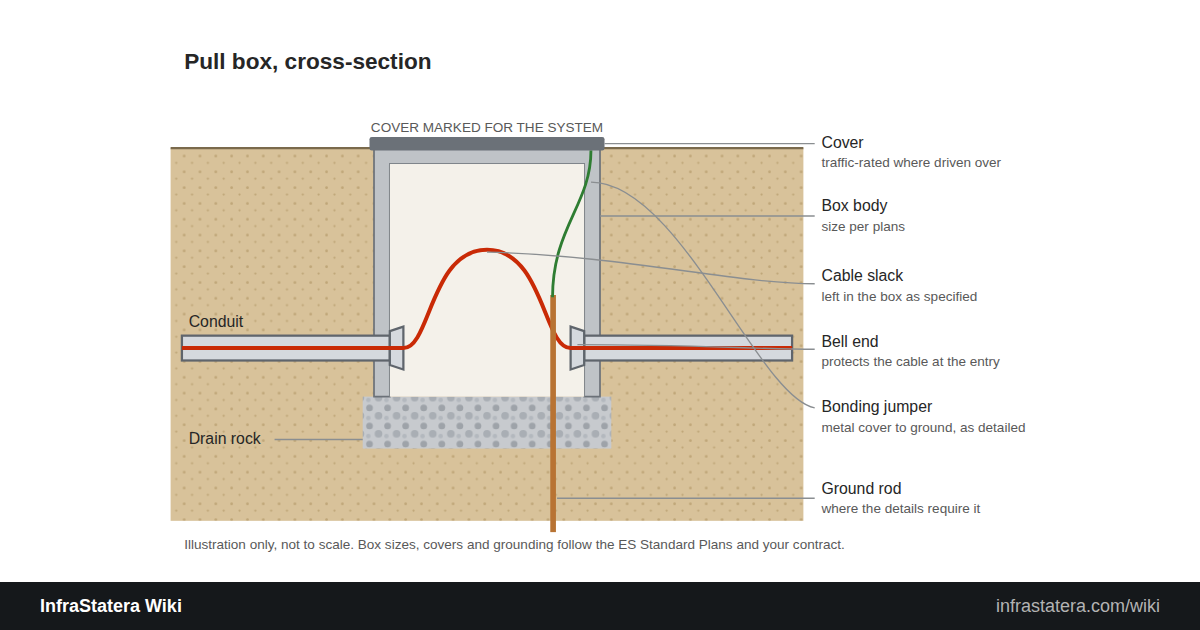 Pull box, cross-section
COVER MARKED FOR THE SYSTEM
Cover
traffic-rated where driven over
Box body
size per plans
Cable slack
left in the box as specified
Conduit
Bell end
protects the cable at the entry
Bonding jumper
metal cover to ground, as detailed
Drain rock
Ground rod
where the details require it
Illustration only, not to scale. Box sizes, covers and grounding follow the ES Standard Plans and your contract.
InfraStatera Wiki
infrastatera.com/wiki